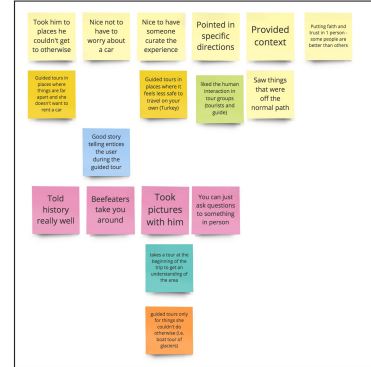 Took him to
places he
couldn't get
to otherwise
Nice not to
have to
worry about
a car
Nice to have
someone
curate the
experience
Pointed in
specific
directions
Provided
context
Putting faith and
trust in 1 person -
some people are
better than others
Guided tours in
places where
things are far
apart and she
doesn't want to
rent a car
Guided tours in
places where it
feels less safe to
travel on your
own (Turkey)
liked the human
interaction in
tour groups
(tourists and
guide)
Saw things
that were
off the
normal path
Good story
telling entices
the user
during the
guided tour
Told
history
really well
Beefeaters
take you
around
Took
pictures
with him
You can just
ask questions
to something
in person
takes a tour at the
beginning of the
trip to get an
understanding of
the area
guided tours only
for things she
couldn't do
otherwise (i.e.
boat tour of
glaciers)